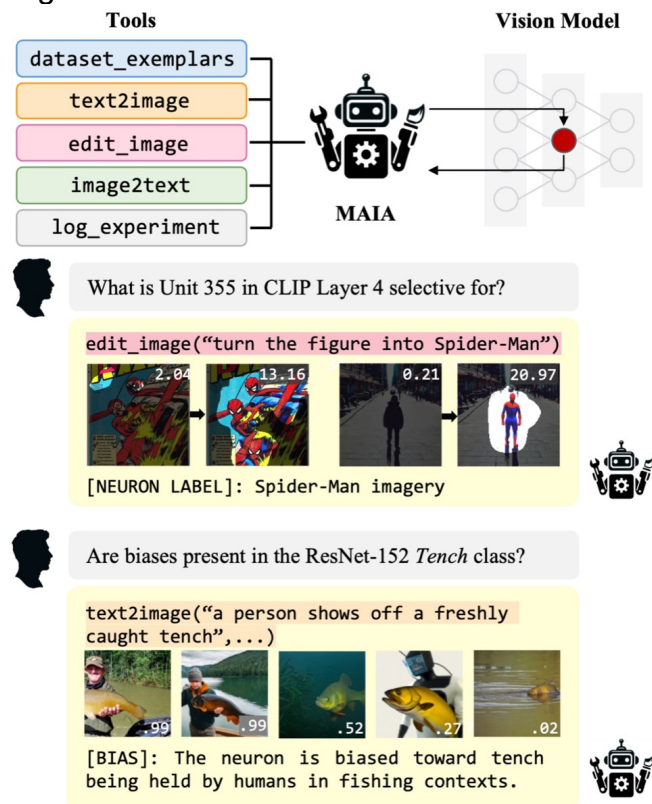 Tools
Vision Model
dataset_exemplars
text2image
edit_image
image2text
log_experiment
MAIA
What is Unit 355 in CLIP Layer 4 selective for?
edit_image(“turn the figure into Spider-Man”)
2.04
13.16
0.21
20.97
[NEURON LABEL]: Spider-Man imagery
Are biases present in the ResNet-152 Tench class?
text2image(“a person shows off a freshly
caught tench”,...)
.99
.99
.52
.27
.02
[BIAS]: The neuron is biased toward tench
being held by humans in fishing contexts.